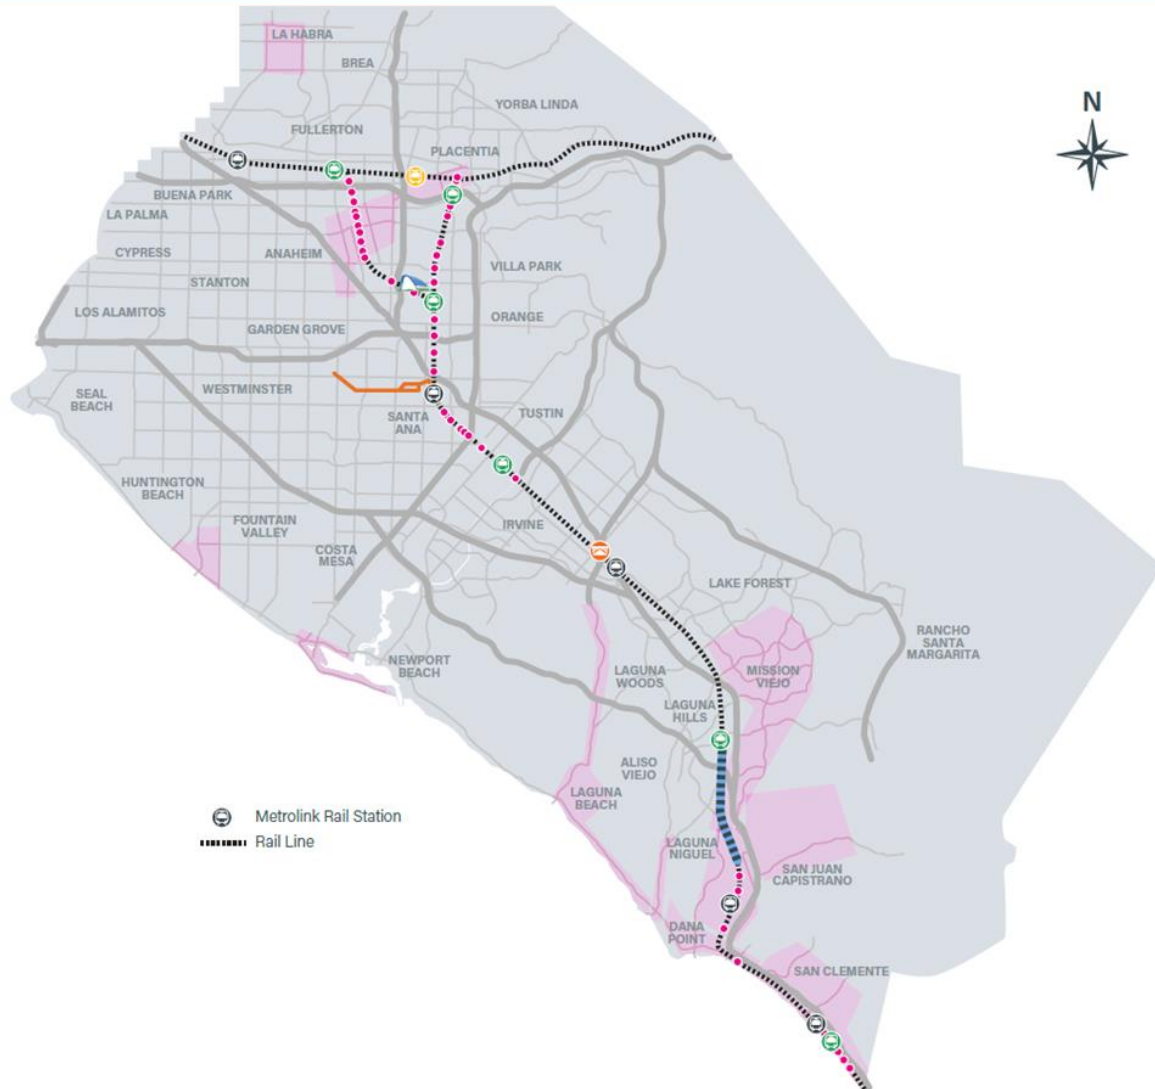 LA HABRA
BREA
N
YORBA LINDA
FULLERTON
PLACENTIA
BUENA PARK
LA PALMA
CYPRESS
ANAHEIM
VILLA PARK
STANTON
LOS ALAMITOS
ORANGE
GARDEN GROVE
WESTMINSTER
SEAL
BEACH
SANTA
ANA
TUSTIN
HUNTINGTON
BEACH
FOUNTAIN
VALLEY
IRVINE
COSTA
MESA
LAKE FOREST
RANCHO
SANTA
MARGARITA
NEWPORT
BEACH
LAGUNA
WOODS
MISSION
VIEJO
LAGUNA
HILLS
ALISO
VIEJO
LAGUNA
BEACH
Metrolink Rail Station
Rail Line
LAGUNA
NIGUEL
SAN JUAN
CAPISTRANO
DANA
POINT
SAN CLEMENTE